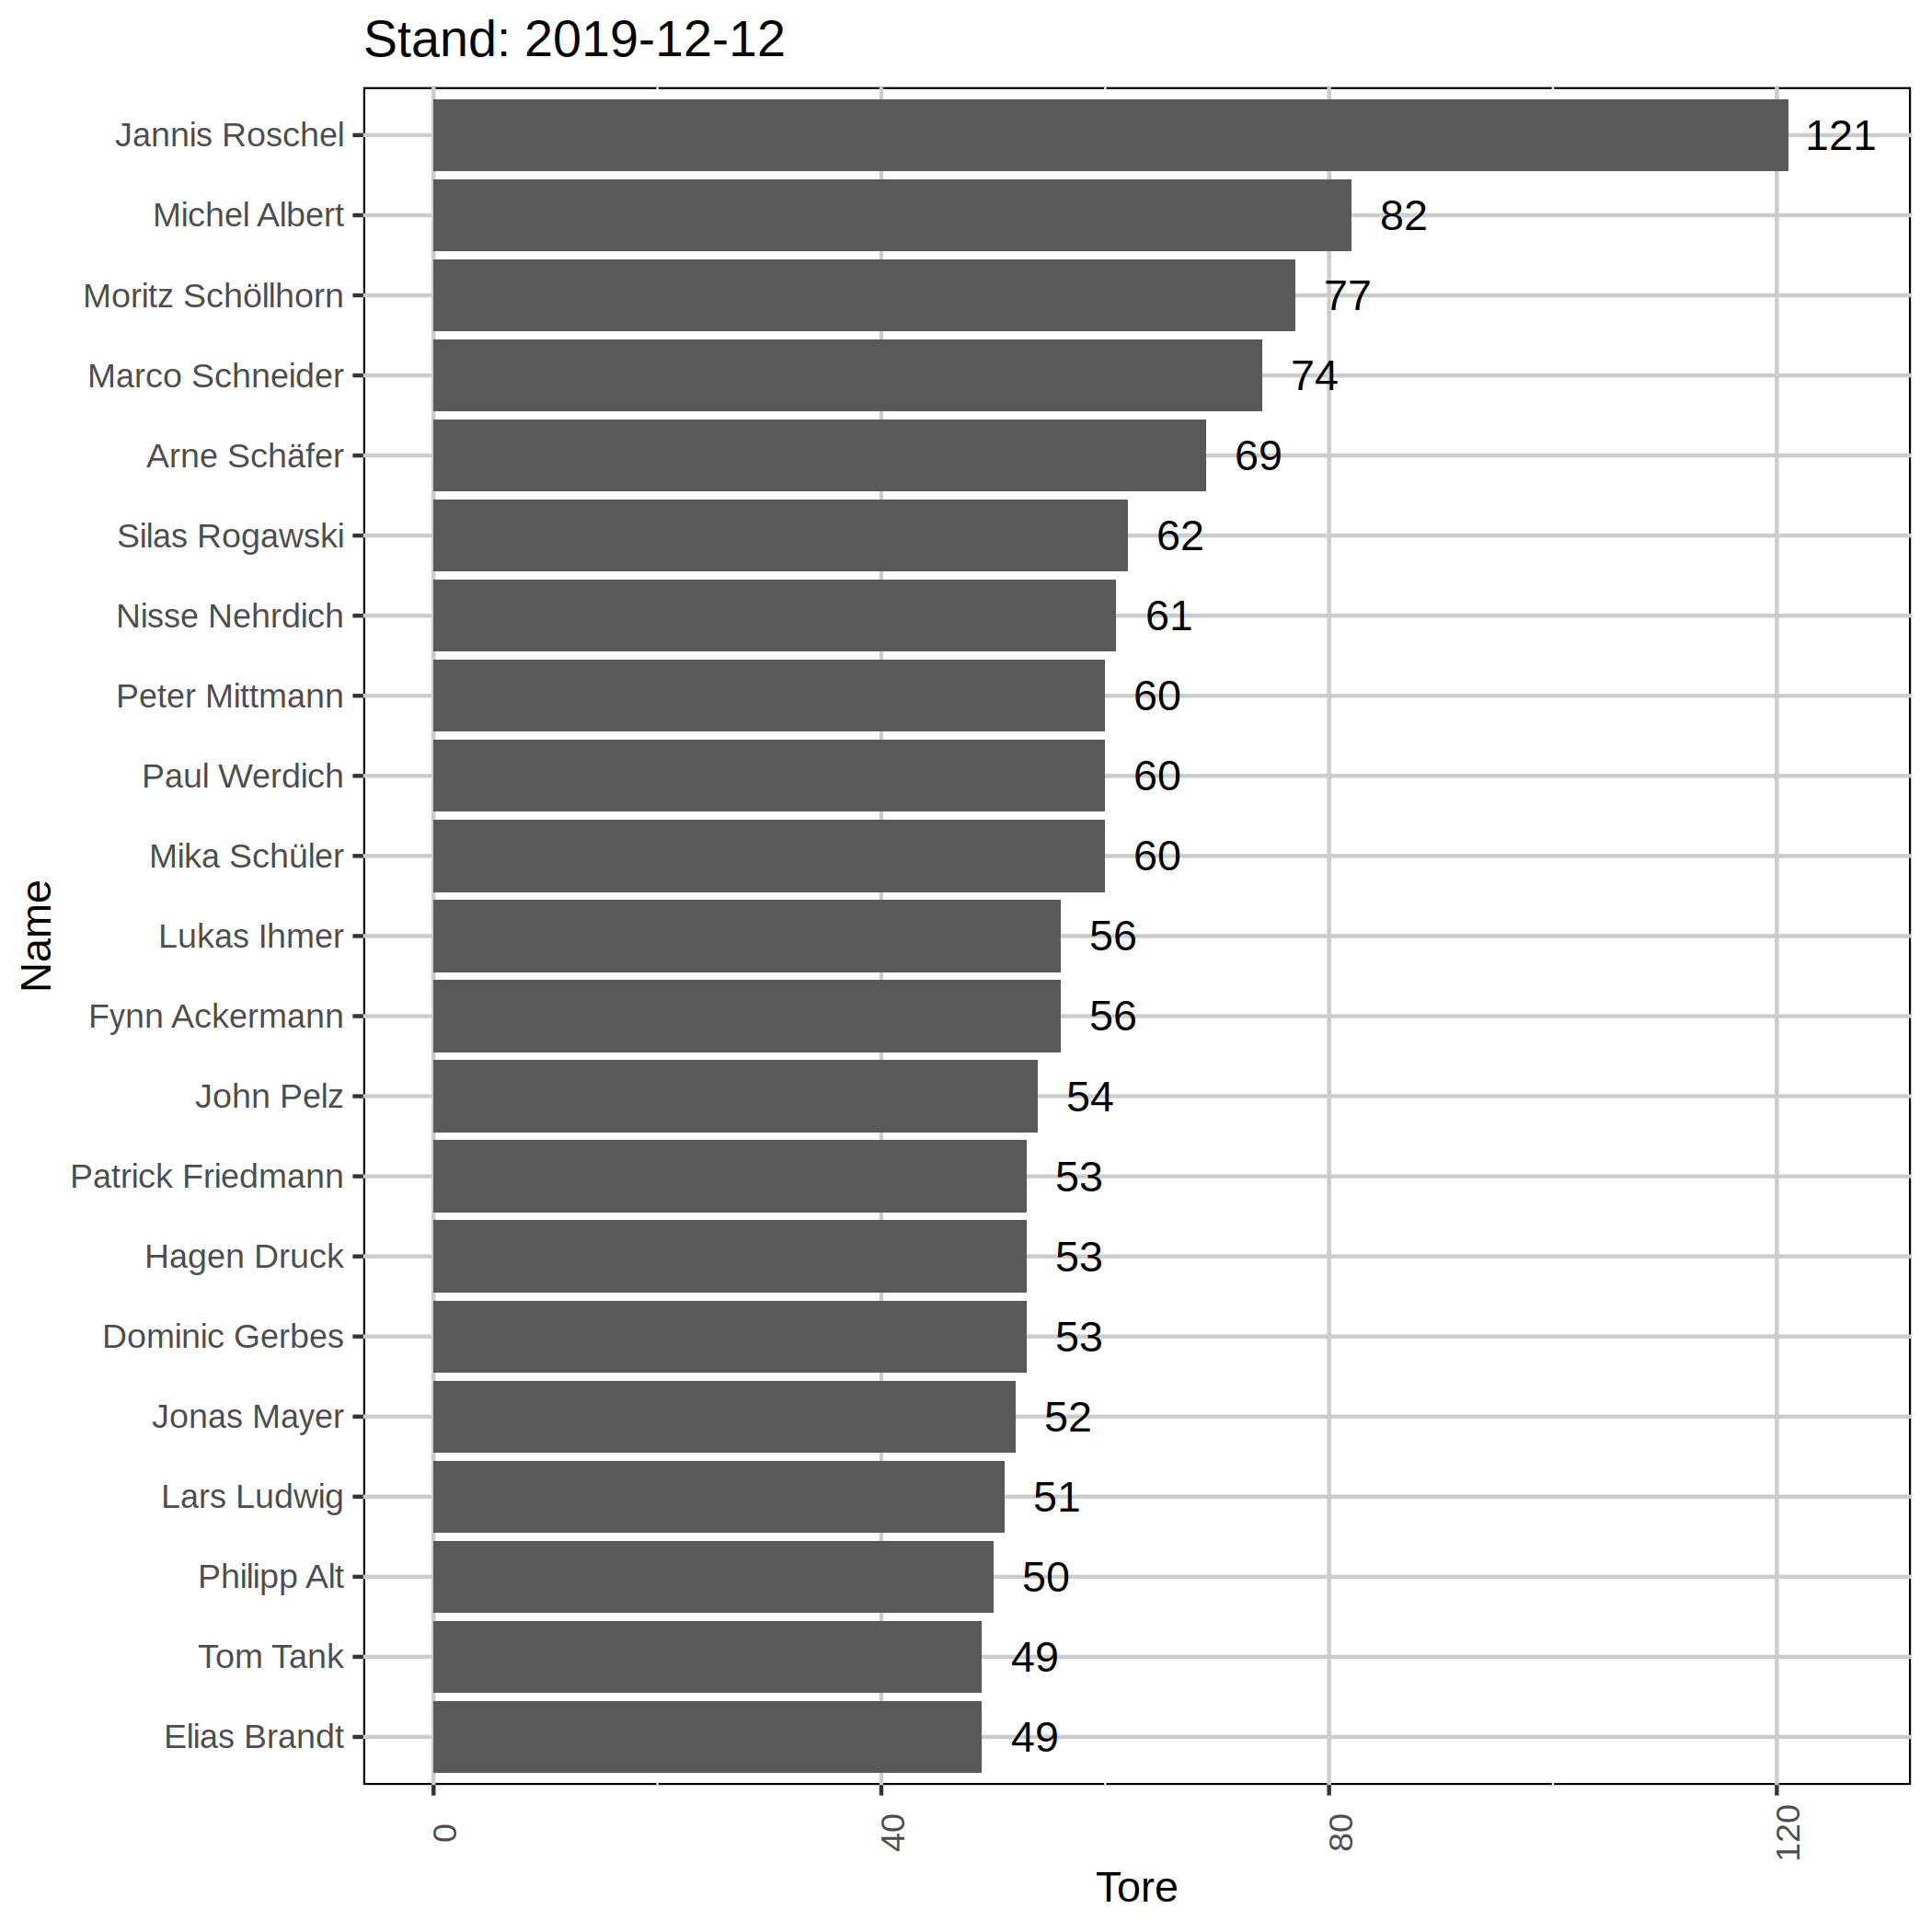 Stand: 2019-12-12
Jannis Roschel 121
Michel Albert 82
Moritz Schöllhorn 77
Marco Schneider 74
Arne Schäfer 69
Silas Rogawski 62
Nisse Nehrdich 61
Peter Mittmann 60
Paul Werdich 60
Mika Schüler 60
Lukas Ihmer 56
Fynn Ackermann 56
John Pelz 54
Patrick Friedmann 53
Hagen Druck 53
Dominic Gerbes 53
Jonas Mayer 52
Lars Ludwig 51
Philipp Alt 50
Tom Tank 49
Elias Brandt 49
Name
0 40 80 120
Tore